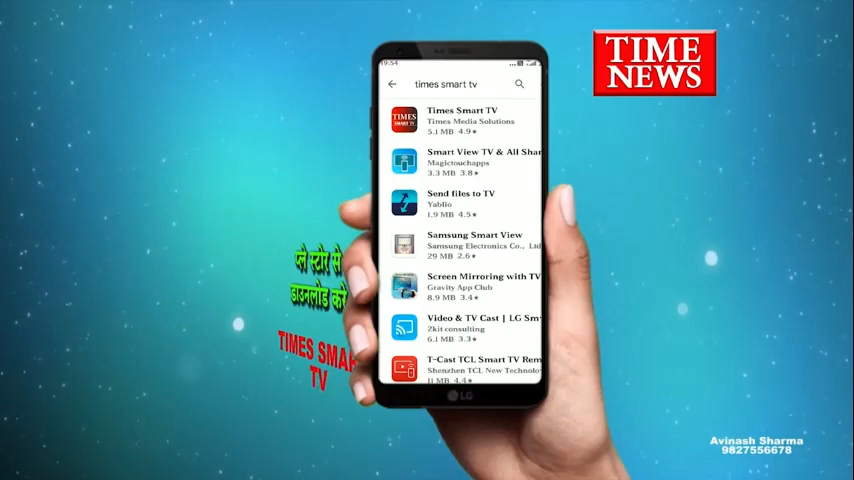 TIME
NEWS
19:54
times smart tv
Times Smart TV
Times Media Solutions
5.1 MB 4.9★
Smart View TV & All Shar
Magictouchapps
3.3 MB 3.8★
Send files to TV
Yablio
1.9 MB 4.5★
Samsung Smart View
Samsung Electronics Co., Ltd
29 MB 2.6★
Screen Mirroring with TV
Gravity App Club
8.9 MB 3.4★
Video & TV Cast | LG Sm
2kit consulting
6.1 MB 3.3★
T-Cast TCL Smart TV Rem
Shenzhen TCL New Technolo
11 MB 4.4★
TIMES
SMART TV
LG
प्ले स्टोर से
डाउनलोड करे
TIMES SMAR
TV
Avinash Sharma
9827556678